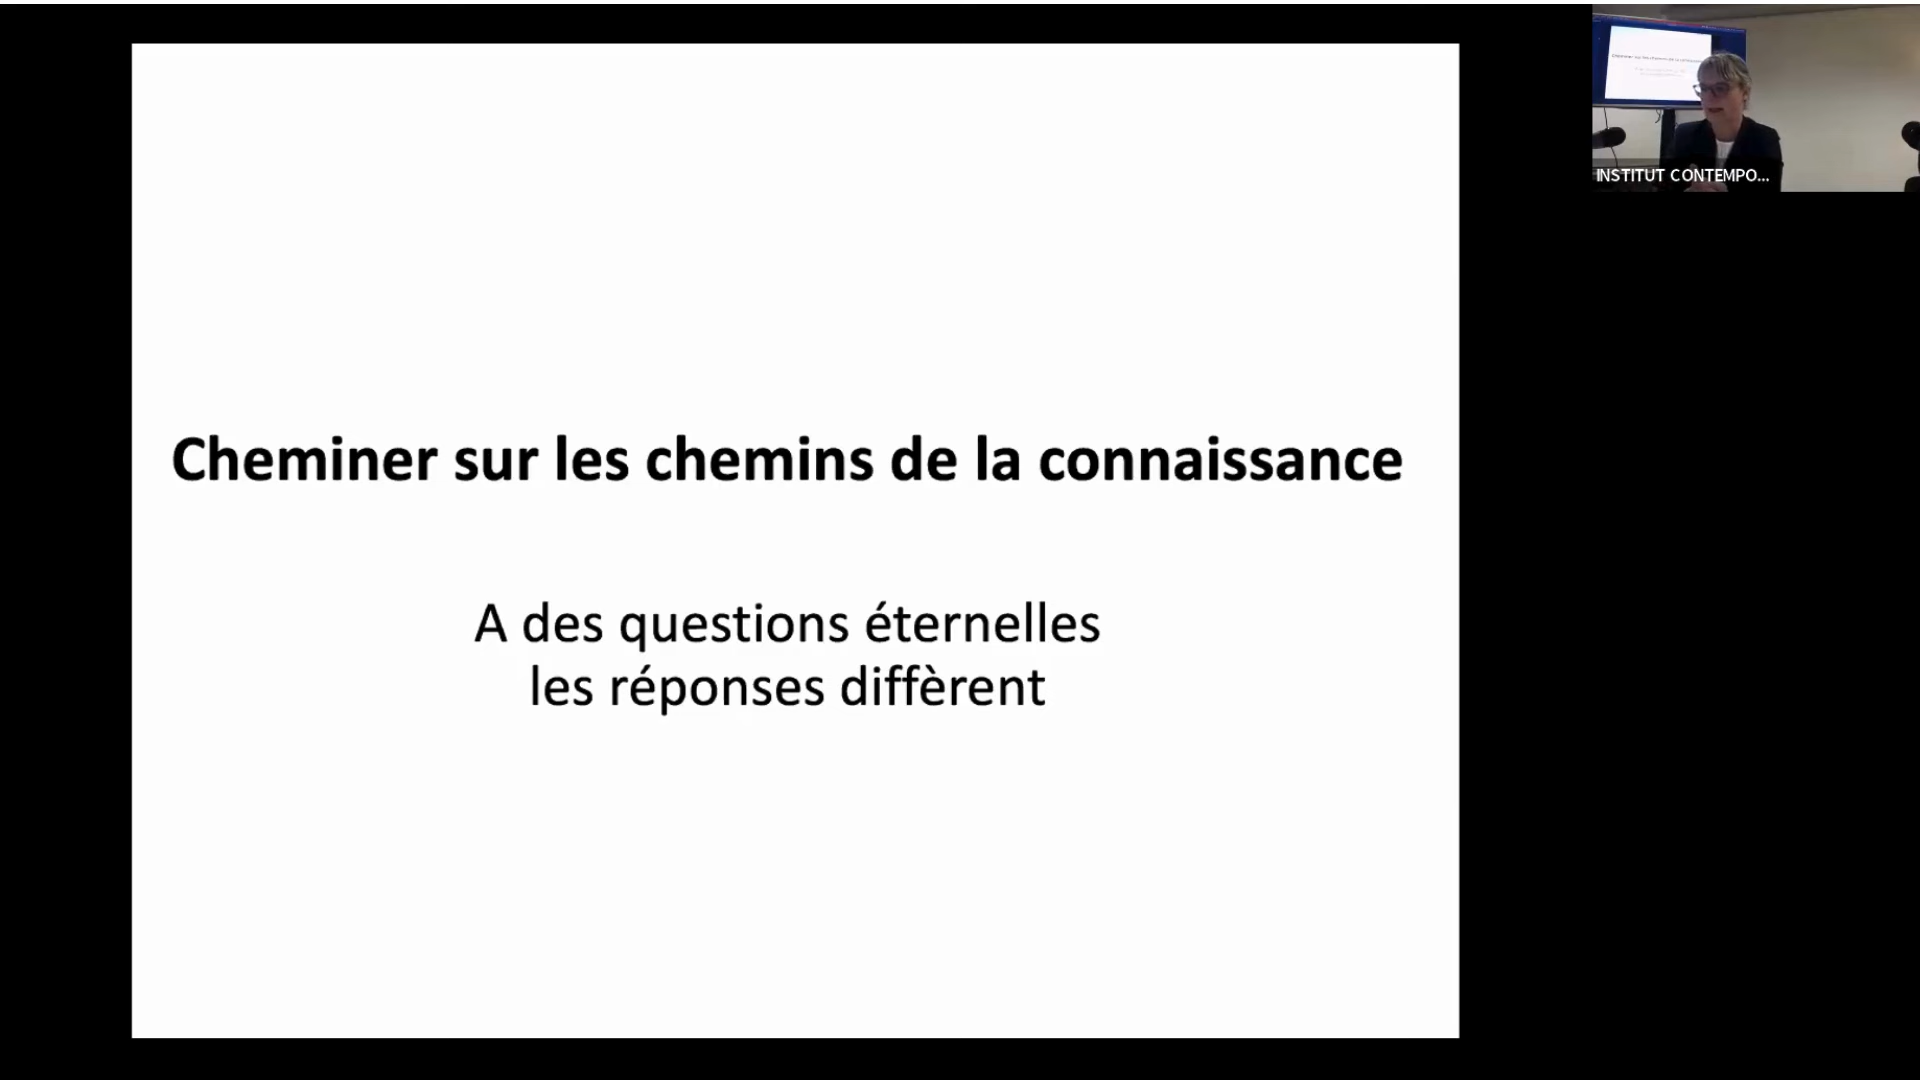 Cheminer sur les chemins de la connaissance
A des questions éternelles
les réponses diffèrent
INSTITUT CONTEMPO...